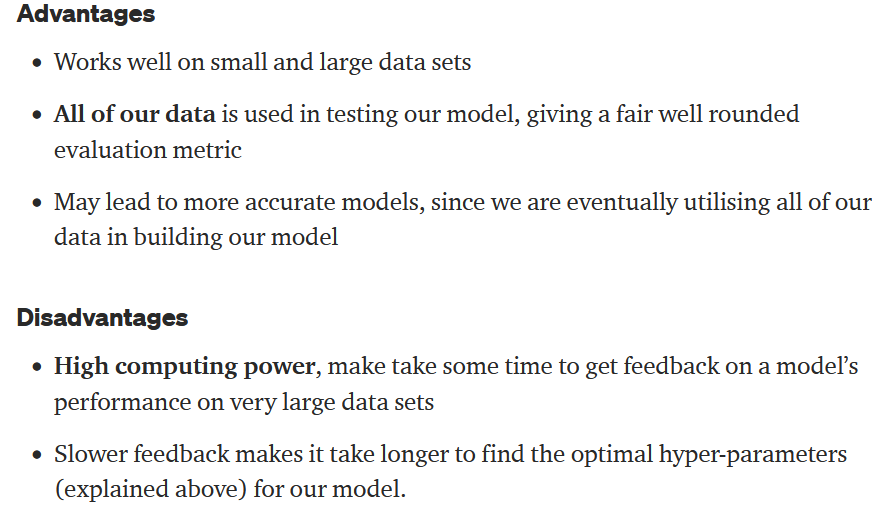 Advantages
• Works well on small and large data sets
• All of our data is used in testing our model, giving a fair well rounded
evaluation metric
• May lead to more accurate models, since we are eventually utilising all of our
data in building our model
Disadvantages
• High computing power, make take some time to get feedback on a model’s
performance on very large data sets
• Slower feedback makes it take longer to find the optimal hyper-parameters
(explained above) for our model.